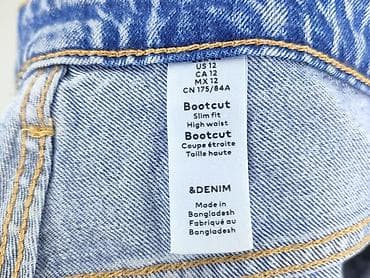 US 12
CA 12
MX 12
CN 175/84A
Bootcut
Slim fit
High waist
Bootcut
Coupe étroite
Taille haute
&DENIM
Made in
Bangladesh
Fabriqué au
Bangladesh